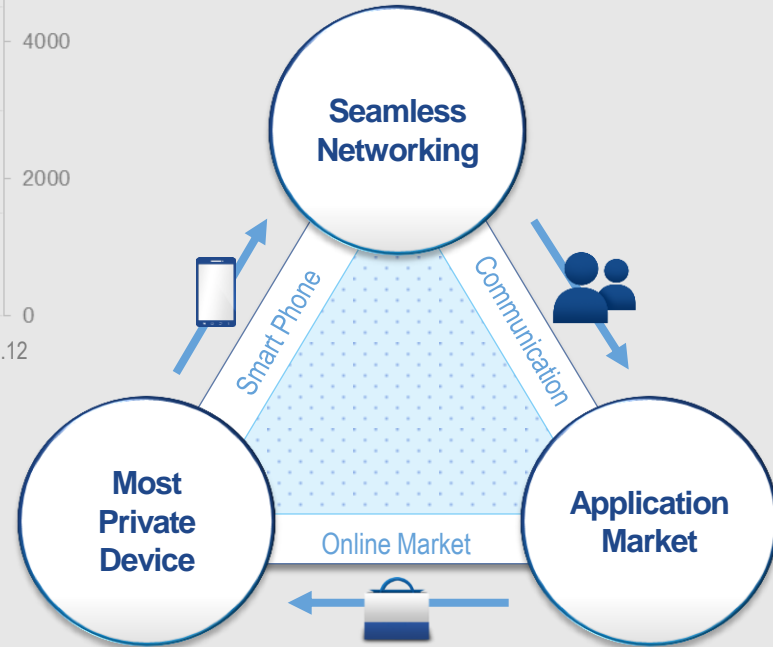 4000
Seamless
Networking
2000
Smart Phone
Communication
0
.12
Most
Private
Device
Application
Market
Online Market